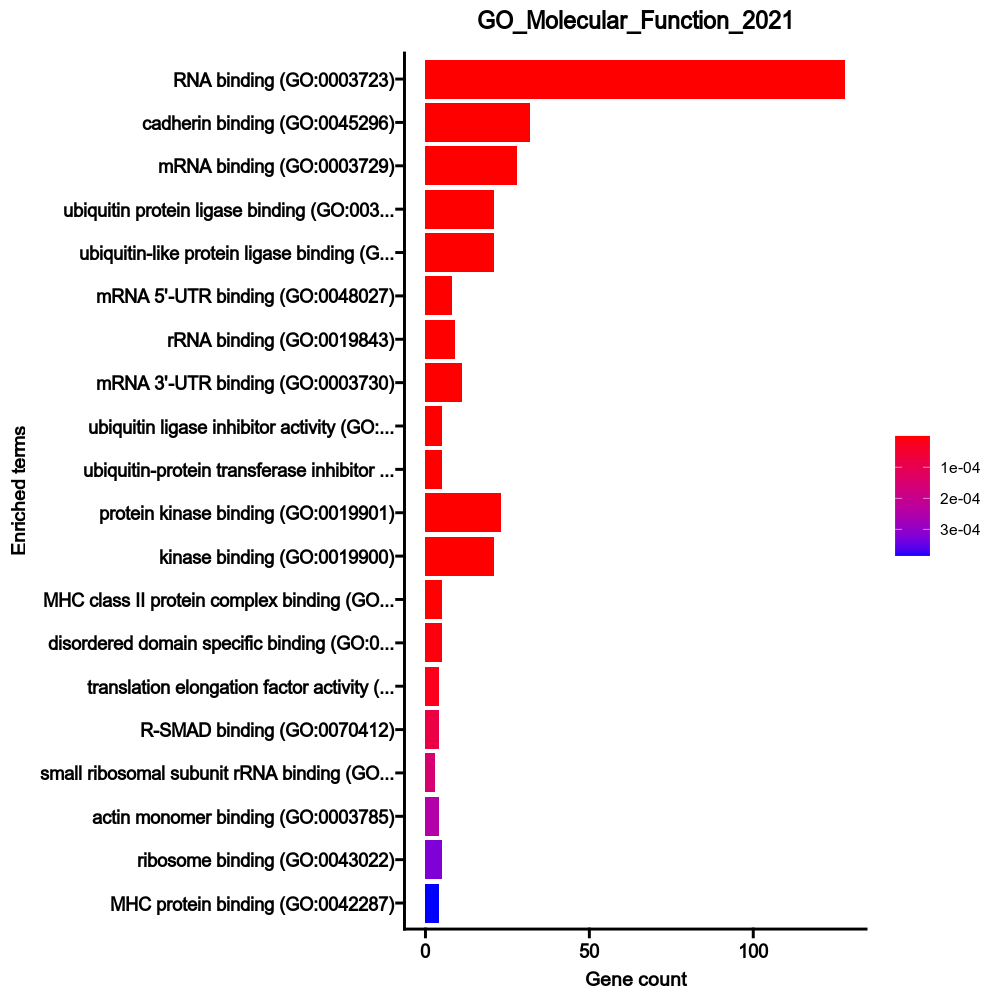 GO_Molecular_Function_2021
RNA binding (GO:0003723)
cadherin binding (GO:0045296)
mRNA binding (GO:0003729)
ubiquitin protein ligase binding (GO:003...
ubiquitin-like protein ligase binding (G...
mRNA 5'-UTR binding (GO:0048027)
rRNA binding (GO:0019843)
mRNA 3'-UTR binding (GO:0003730)
ubiquitin ligase inhibitor activity (GO:...
ubiquitin-protein transferase inhibitor ...
protein kinase binding (GO:0019901)
kinase binding (GO:0019900)
MHC class II protein complex binding (GO...
disordered domain specific binding (GO:0...
translation elongation factor activity (...
R-SMAD binding (GO:0070412)
small ribosomal subunit rRNA binding (GO...
actin monomer binding (GO:0003785)
ribosome binding (GO:0043022)
MHC protein binding (GO:0042287)
Enriched terms
0 50 100
Gene count
1e-04
2e-04
3e-04